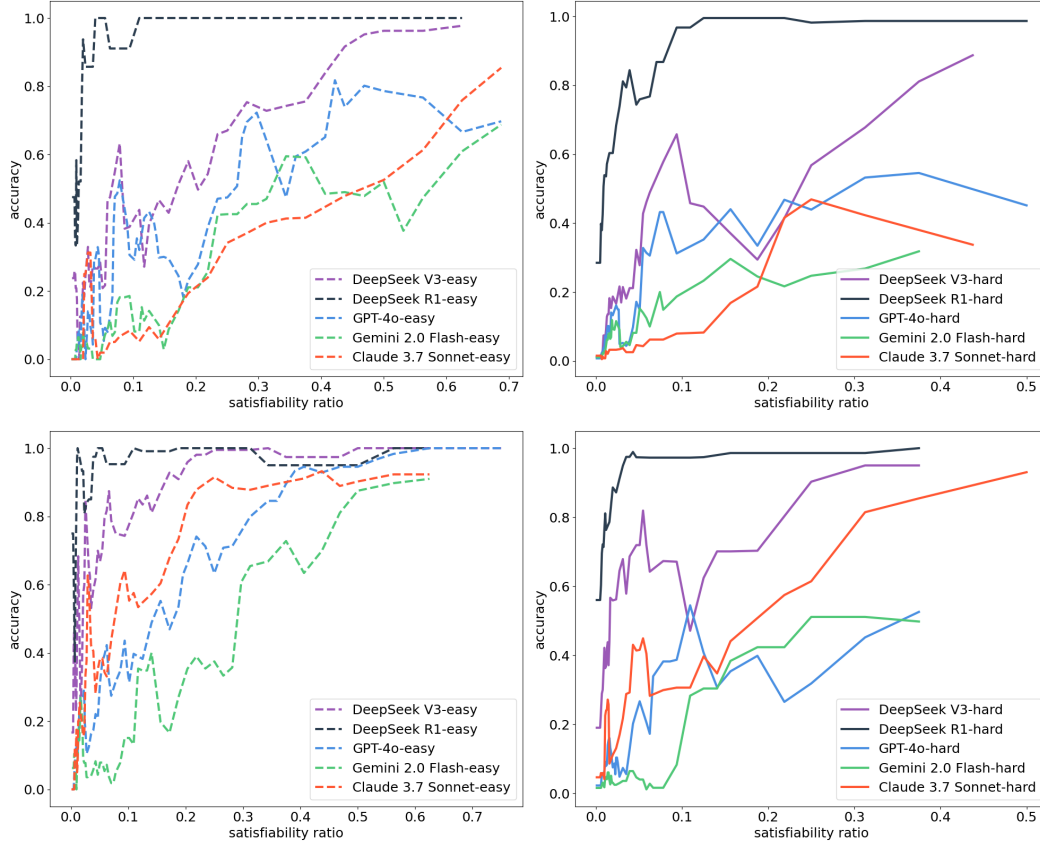 1.0
0.8
0.6
0.4
0.2
0.0
accuracy
0.0 0.1 0.2 0.3 0.4 0.5 0.6 0.7
satisfiability ratio
DeepSeek V3-easy
DeepSeek R1-easy
GPT-4o-easy
Gemini 2.0 Flash-easy
Claude 3.7 Sonnet-easy
1.0
0.8
0.6
0.4
0.2
0.0
accuracy
0.0 0.1 0.2 0.3 0.4 0.5
satisfiability ratio
DeepSeek V3-hard
DeepSeek R1-hard
GPT-4o-hard
Gemini 2.0 Flash-hard
Claude 3.7 Sonnet-hard
1.0
0.8
0.6
0.4
0.2
0.0
accuracy
0.0 0.1 0.2 0.3 0.4 0.5 0.6 0.7
satisfiability ratio
DeepSeek V3-easy
DeepSeek R1-easy
GPT-4o-easy
Gemini 2.0 Flash-easy
Claude 3.7 Sonnet-easy
1.0
0.8
0.6
0.4
0.2
0.0
accuracy
0.0 0.1 0.2 0.3 0.4 0.5
satisfiability ratio
DeepSeek V3-hard
DeepSeek R1-hard
GPT-4o-hard
Gemini 2.0 Flash-hard
Claude 3.7 Sonnet-hard